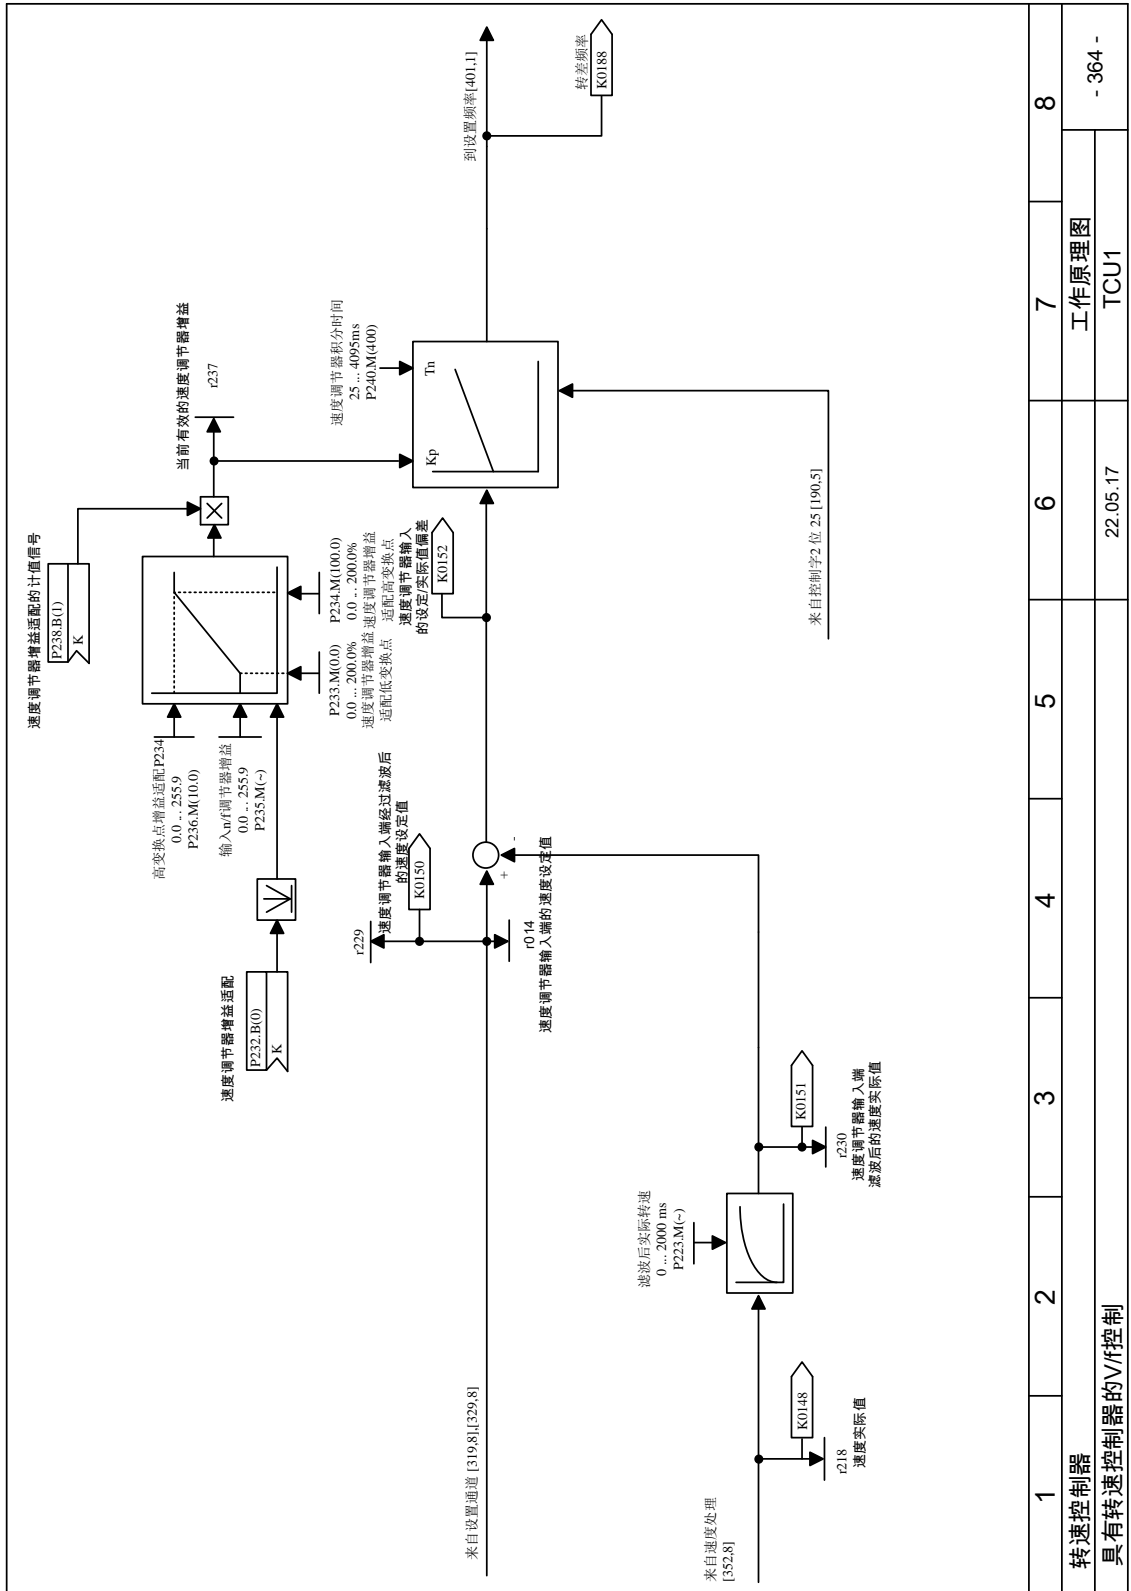 速度调节器增益适配的计值信号
P238.B(1)
K
当前有效的速度调节器增益
r237
高变换点增益适配P234
0.0 ... 255.9
P236.M(10.0)
输入n/f调节器增益
0.0 ... 255.9
P235.M(~)
P233.M(0.0)
0.0 ... 200.0%
速度调节器增益
适配低变换点
P234.M(100.0)
0.0 ... 200.0%
速度调节器增益
适配高变换点
速度调节器增益适配
P232.B(0)
K
速度调节器积分时间
25 ... 4095ms
P240.M(400)
Kp
Tn
到设置频率[401,1]
转差频率
K0188
速度调节器输入
的设定/实际值偏差
K0152
r229
速度调节器输入端经过滤波后
的速度设定值
K0150
来自设置通道 [319,8],[329,8]
+
-
r014
速度调节器输入端的速度设定值
滤波后实际转速
0 ... 2000 ms
P223.M(~)
来自速度处理
[352,8]
K0148
r218
速度实际值
K0151
r230
速度调节器输入端
滤波后的速度实际值
来自控制字2 位 25 [190,5]
1
2
3
4
5
6
7
8
转速控制器
工作原理图
- 364 -
具有转速控制器的V/f控制
22.05.17
TCU1